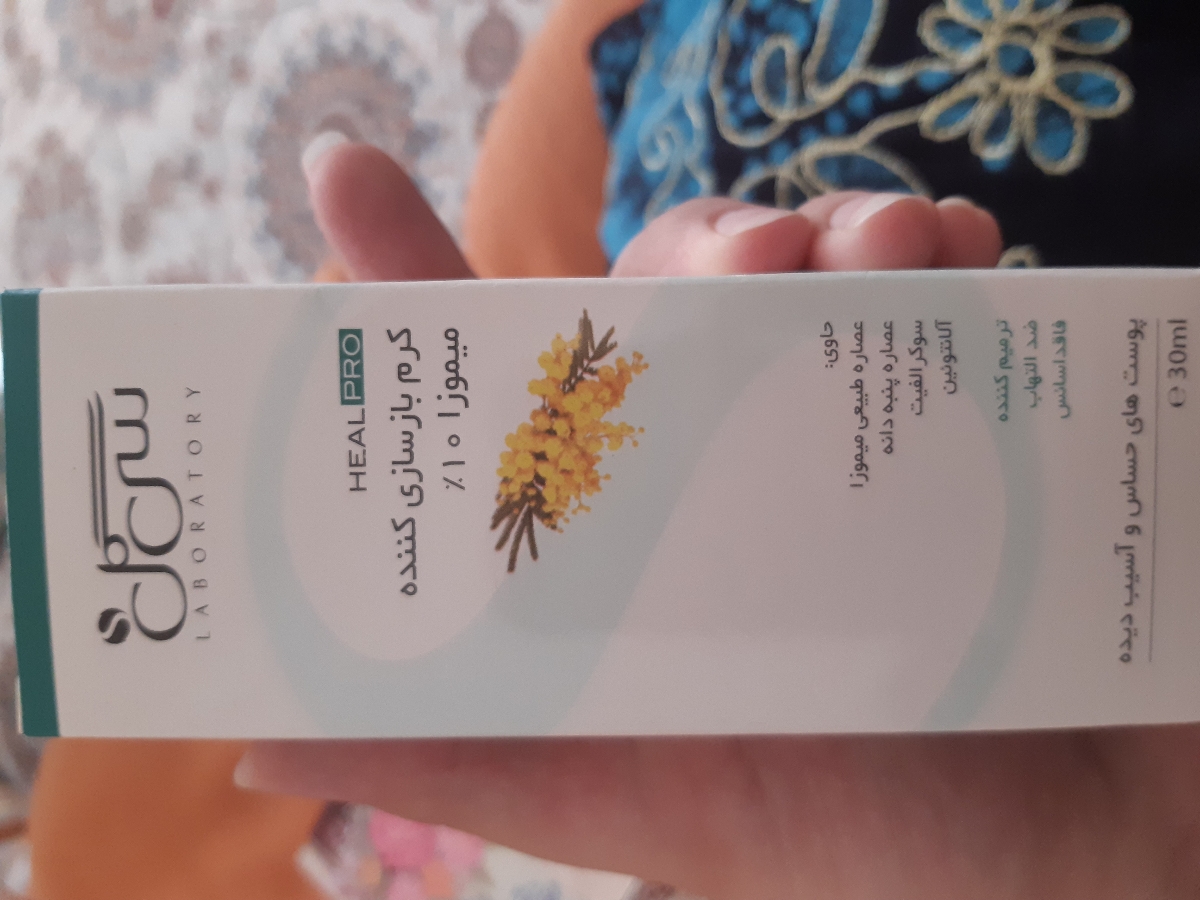 سی گل
LABORATORY
HEAL PRO
کرم بازسازی کننده
میموزا ۱۰٪
حاوی:
عصاره طبیعی میموزا
عصاره پنبه دانه
سوکرالفیت
آلانتوئین
ترمیم کننده
ضد التهاب
فاقد اسانس
پوست های حساس و آسیب دیده
℮ 30ml